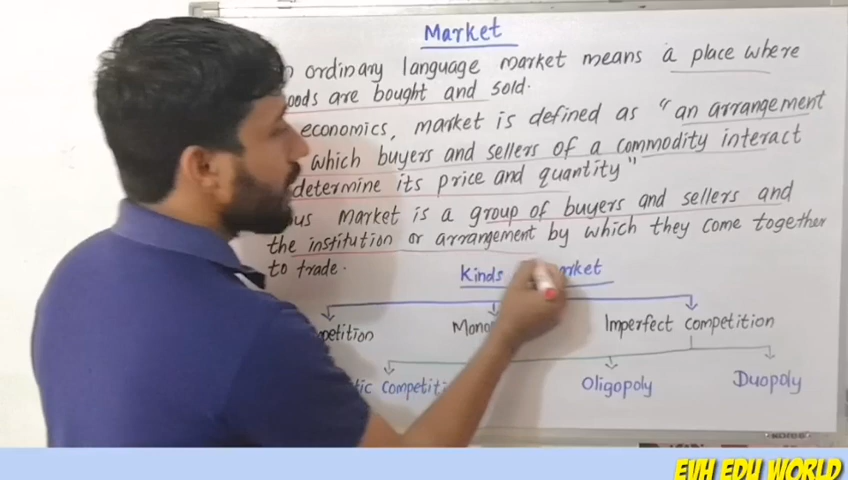 Market
ordinary language market means a place where
oods are bought and sold.
economics, market is defined as "an arrangement
which buyers and sellers of a commodity interact
determine its price and quantity"
us Market is a group of buyers and sellers and
the institution or arrangement by which they come together
to trade.
Kinds rket
petition Mono Imperfect competition
tic Competiti Oligopoly Duopoly
EVH EDU WORLD